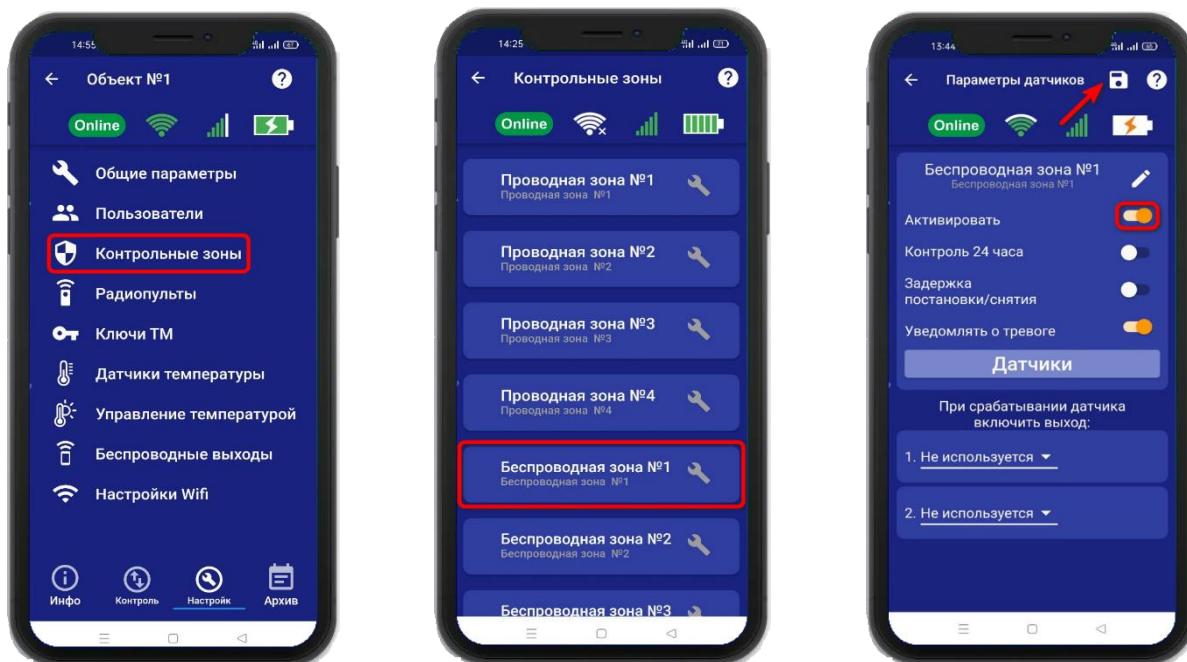 14:55
Объект №1
?
Online
Общие параметры
Пользователи
Контрольные зоны
Радиопульты
Ключи ТМ
Датчики температуры
Управление температурой
Беспроводные выходы
Настройки Wifi
Инфо
Контроль
Настройк
Архив
14:25
Контрольные зоны
?
Online
Проводная зона №1
Проводная зона №1
Проводная зона №2
Проводная зона №2
Проводная зона №3
Проводная зона №3
Проводная зона №4
Проводная зона №4
Беспроводная зона №1
Беспроводная зона №1
Беспроводная зона №2
Беспроводная зона №2
Беспроводная зона №3
13:44
Параметры датчиков
?
Online
Беспроводная зона №1
Беспроводная зона №1
Активировать
Контроль 24 часа
Задержка
постановки/снятия
Уведомлять о тревоге
Датчики
При срабатывании датчика
включить выход:
1. Не используется
2. Не используется